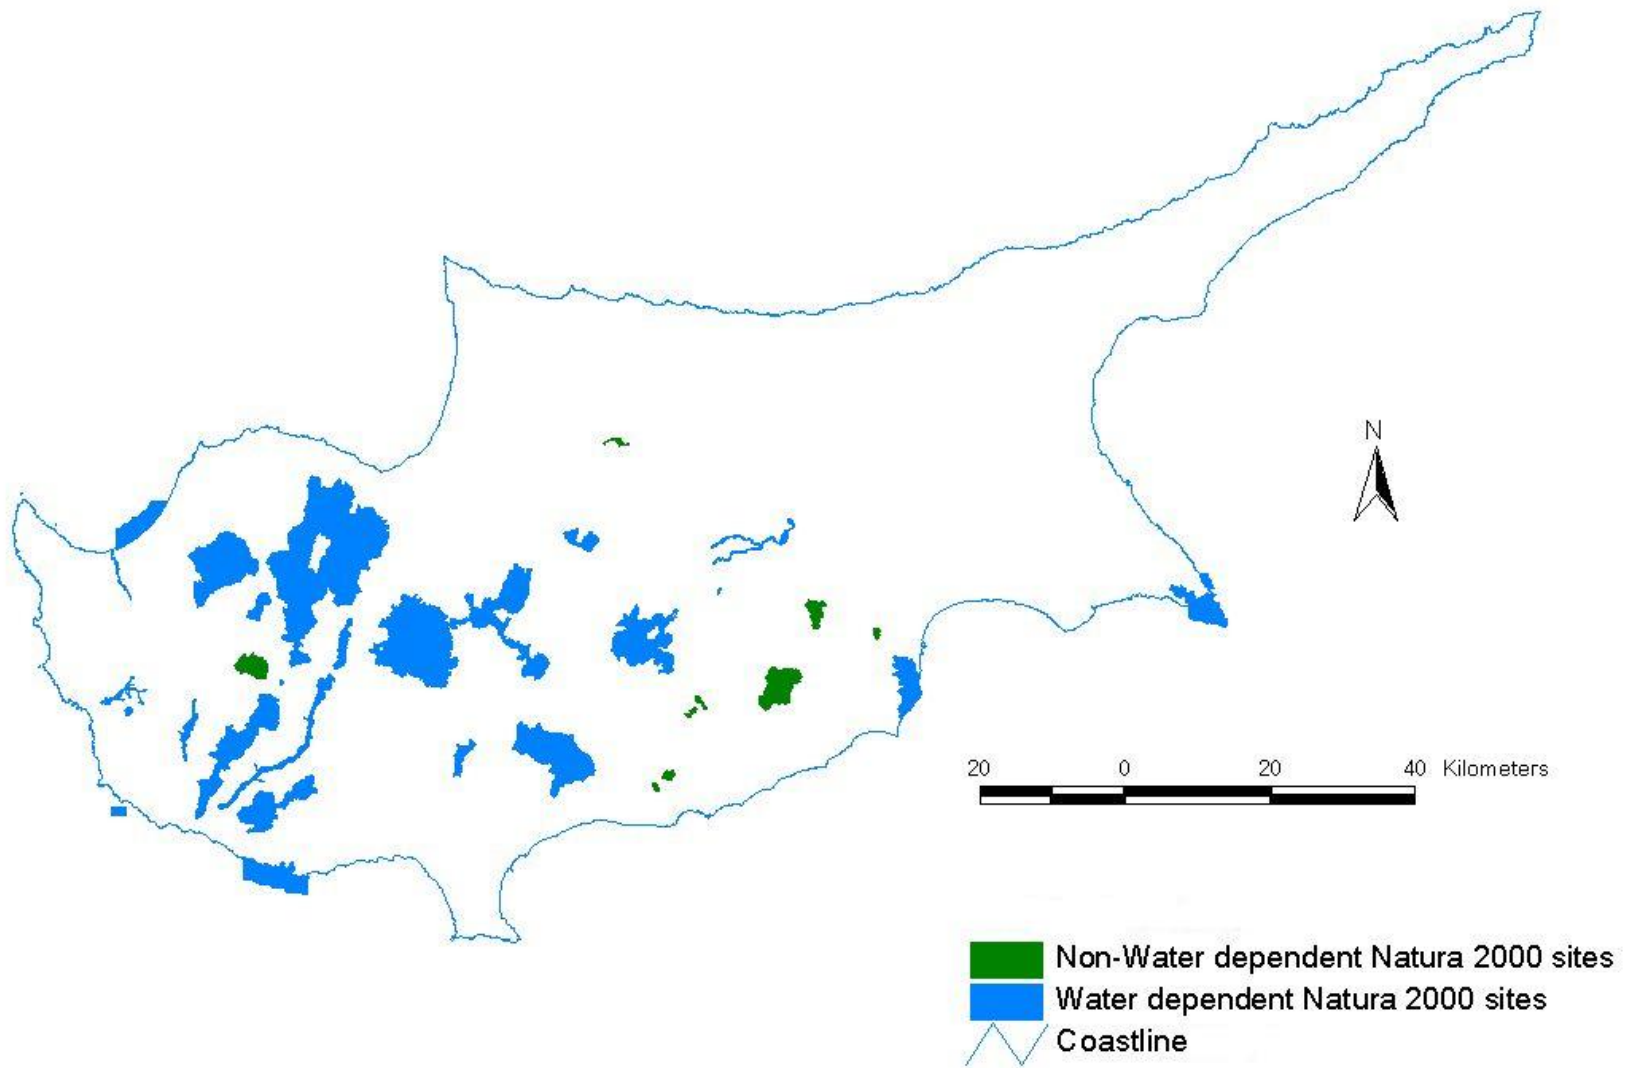 N
20 0 20 40 Kilometers
Non-Water dependent Natura 2000 sites
Water dependent Natura 2000 sites
Coastline